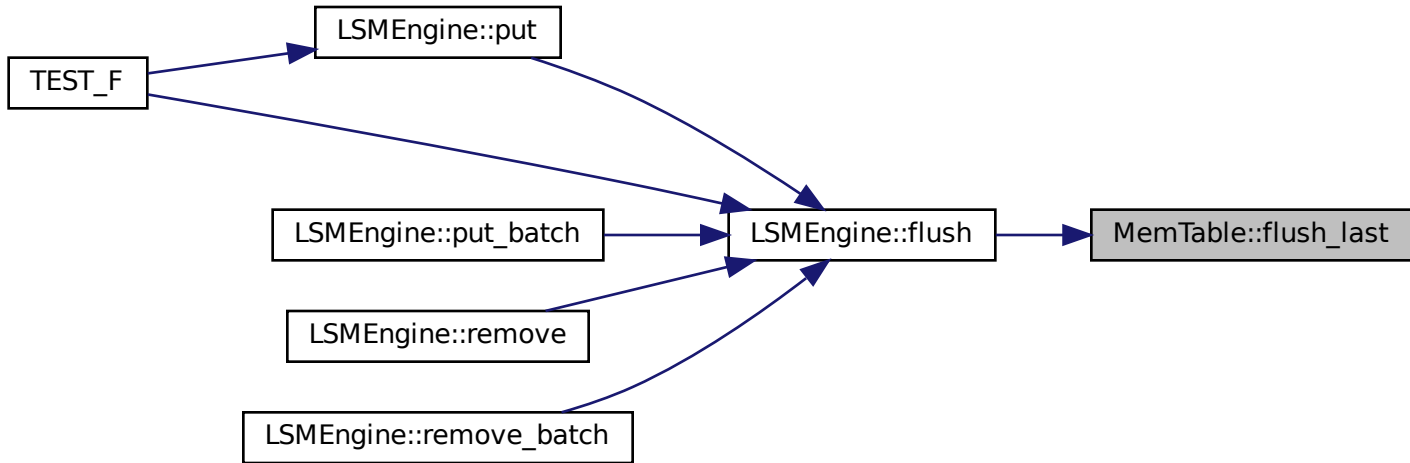 LSMEngine::put
TEST_F
LSMEngine::put_batch
LSMEngine::flush
MemTable::flush_last
LSMEngine::remove
LSMEngine::remove_batch